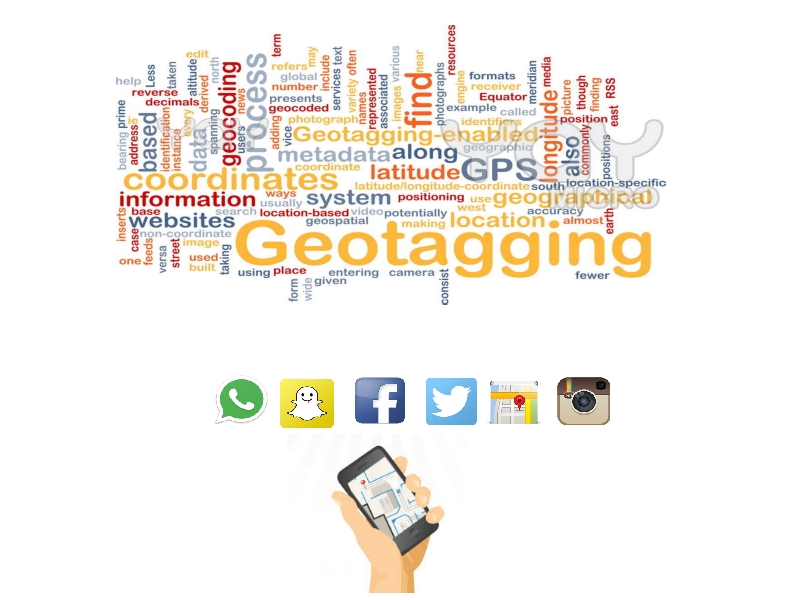 resources
term
edit
north
process
refers
may
include
services text
variety often
various
near
formats
meridian
media
help
Less
taken
altitude
derived
geocoding
news
global
number
names
represented
associated
images
find
photographs
engine
receiver
picture
though
finding
RSS
reverse
decimals
presents
geocoded
Equator
example
called
prime
bearing
address
based
identification
instance
every
data
spanning
users
adding
vice
photograph
Geotagging-enabled
identifiers
position
longitude
also
commonly
positions
east
metadata
along
geographic
coordinate
latitude
GPS
coordinates
latitude/longitude-coordinate
south
location-specific
information
ways
usually
system
positioning
use
geographical
inserts
base
search
location-based
video
potentially
west
accuracy
websites
geospatial
making
location
almost
earth
case
feeds
non-coordinate
versa
street
image
Geotagging
one
used
built
taking
using
place
entering
camera
consist
fewer
form
wide
given